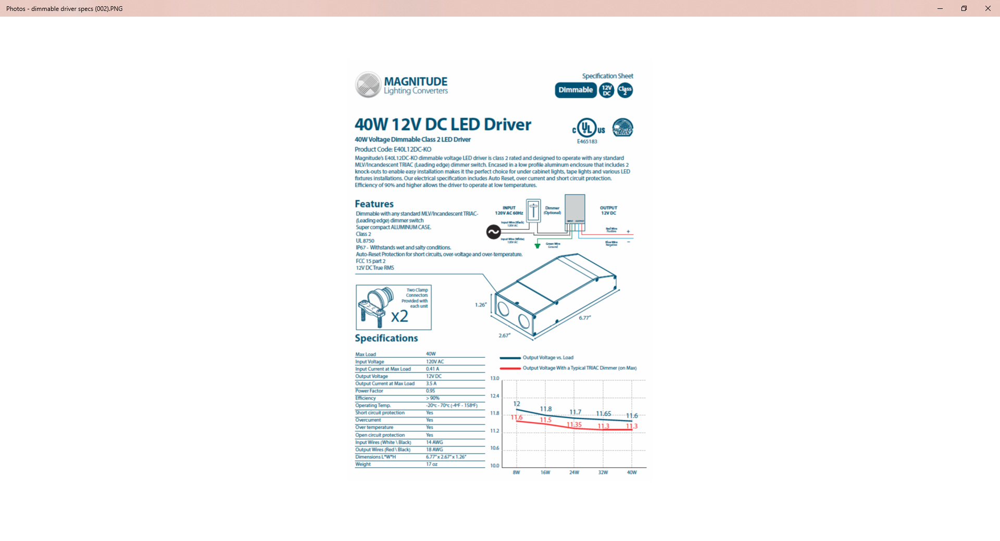 Photos - dimmable driver specs (002).PNG
MAGNITUDE
Lighting Converters
Specification Sheet
Dimmable
12V
DC
Class
2
40W 12V DC LED Driver
40W Voltage Dimmable Class 2 LED Driver
Product Code: E40L12DC-KO
C UL US
E465183
MAGNITUDE
DRIVEN
Magnitude's E40L12DC-KO dimmable voltage LED driver is class 2 rated and designed to operate with any standard
MLV/Incandescent TRIAC (Leading edge) dimmer switch. Encased in a low profile aluminum enclosure that includes 2
knock-outs to enable easy installation makes it the perfect choice for under cabinet lights, tape lights and various LED
fixtures installations. Our electrical specification includes Auto Reset, over current and short circuit protection.
Efficiency of 90% and higher allows the driver to operate at low temperatures.
Features
Dimmable with any standard MLV/Incandescent TRIAC-
(Leading edge) dimmer switch
Super compact ALUMINUM CASE.
Class 2
UL 8750
IP67 - Withstands wet and salty conditions.
Auto-Reset Protection for short circuits, over-voltage and over-temperature.
FCC 15 part 2
12V DC True RMS
INPUT
120V AC 60Hz
Dimmer
(Optional)
OUTPUT
12V DC
INPUT OUTPUT
Input Wire (Black)
120V AC
Input Wire (White)
120V AC
Green Wire
Ground
Red Wire
Positive
+
Blue Wire
Negative
−
Two Clamp
Connectors
Provided with
each unit
x2
1.26"
2.67"
6.77"
Specifications
Max Load 40W
Input Voltage 120V AC
Input Current at Max Load 0.41 A
Output Voltage 12V DC
Output Current at Max Load 3.5 A
Power Factor 0.95
Efficiency > 90%
Operating Temp. -20ºc - 70ºc (-4ºF - 158ºF)
Short circuit protection Yes
Overcurrent Yes
Over temperature Yes
Open circuit protection Yes
Input Wires (White \ Black) 14 AWG
Output Wires (Red \ Black) 18 AWG
Dimensions L*W*H 6.77" x 2.67" x 1.26"
Weight 17 oz
Output Voltage vs. Load
Output Voltage With a Typical TRIAC Dimmer (on Max)
13.0
12.4
11.8
11.2
10.6
10.0
12 11.8 11.7 11.65 11.6
11.6 11.5 11.35 11.3 11.3
8W 16W 24W 32W 40W